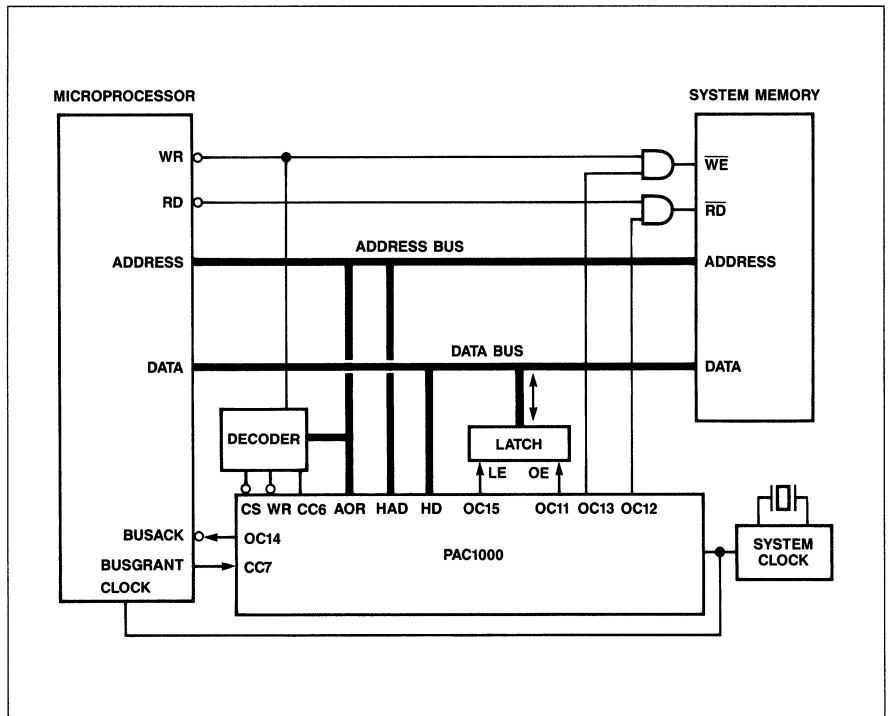 MICROPROCESSOR
SYSTEM MEMORY
WR
WE
RD
RD
ADDRESS BUS
ADDRESS
ADDRESS
DATA BUS
DATA
DATA
DECODER
LATCH
LE OE
CS WR CC6 AOR HAD HD OC15 OC11 OC13 OC12
BUSACK
OC14
PAC1000
BUSGRANT
CC7
CLOCK
SYSTEM
CLOCK